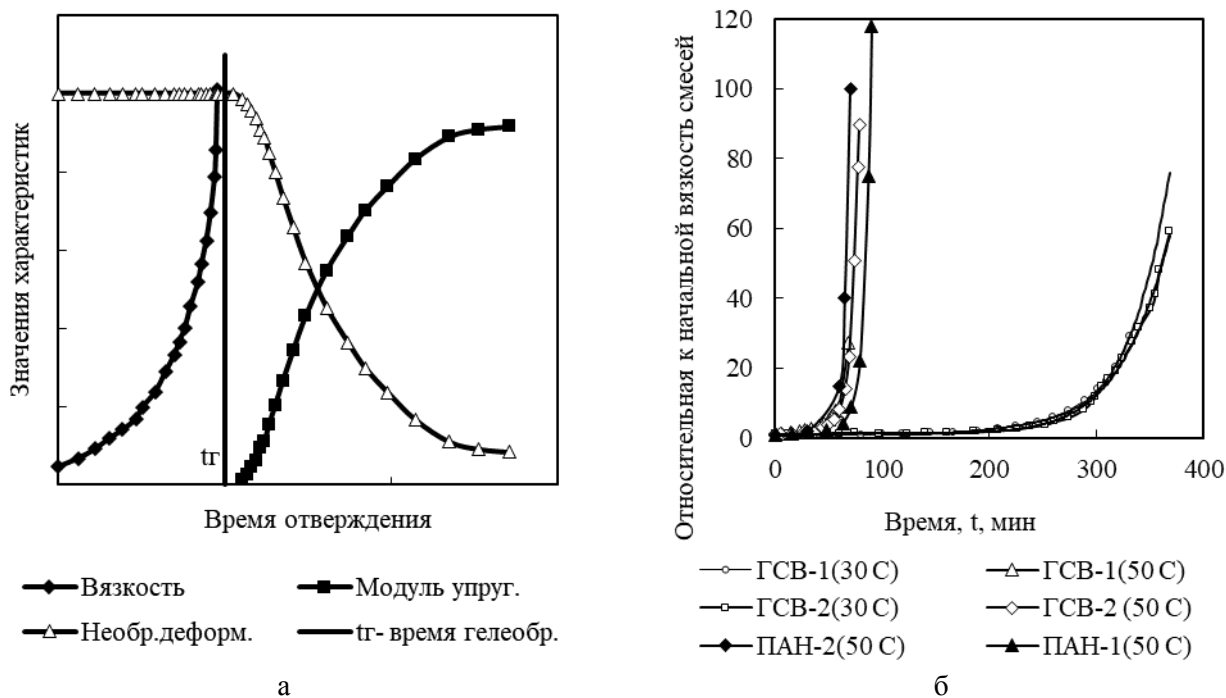 Значения характеристик
tг
Время отверждения
Вязкость
Модуль упруг.
Необр.деформ.
tг- время гелеобр.
а
Относительная к начальной вязкость смесей
120
100
80
60
40
20
0
0
100
200
300
400
Время, t, мин
ГСВ-1(30 С)
ГСВ-1(50 С)
ГСВ-2(30 С)
ГСВ-2 (50 С)
ПАН-2(50 С)
ПАН-1(50 С)
б